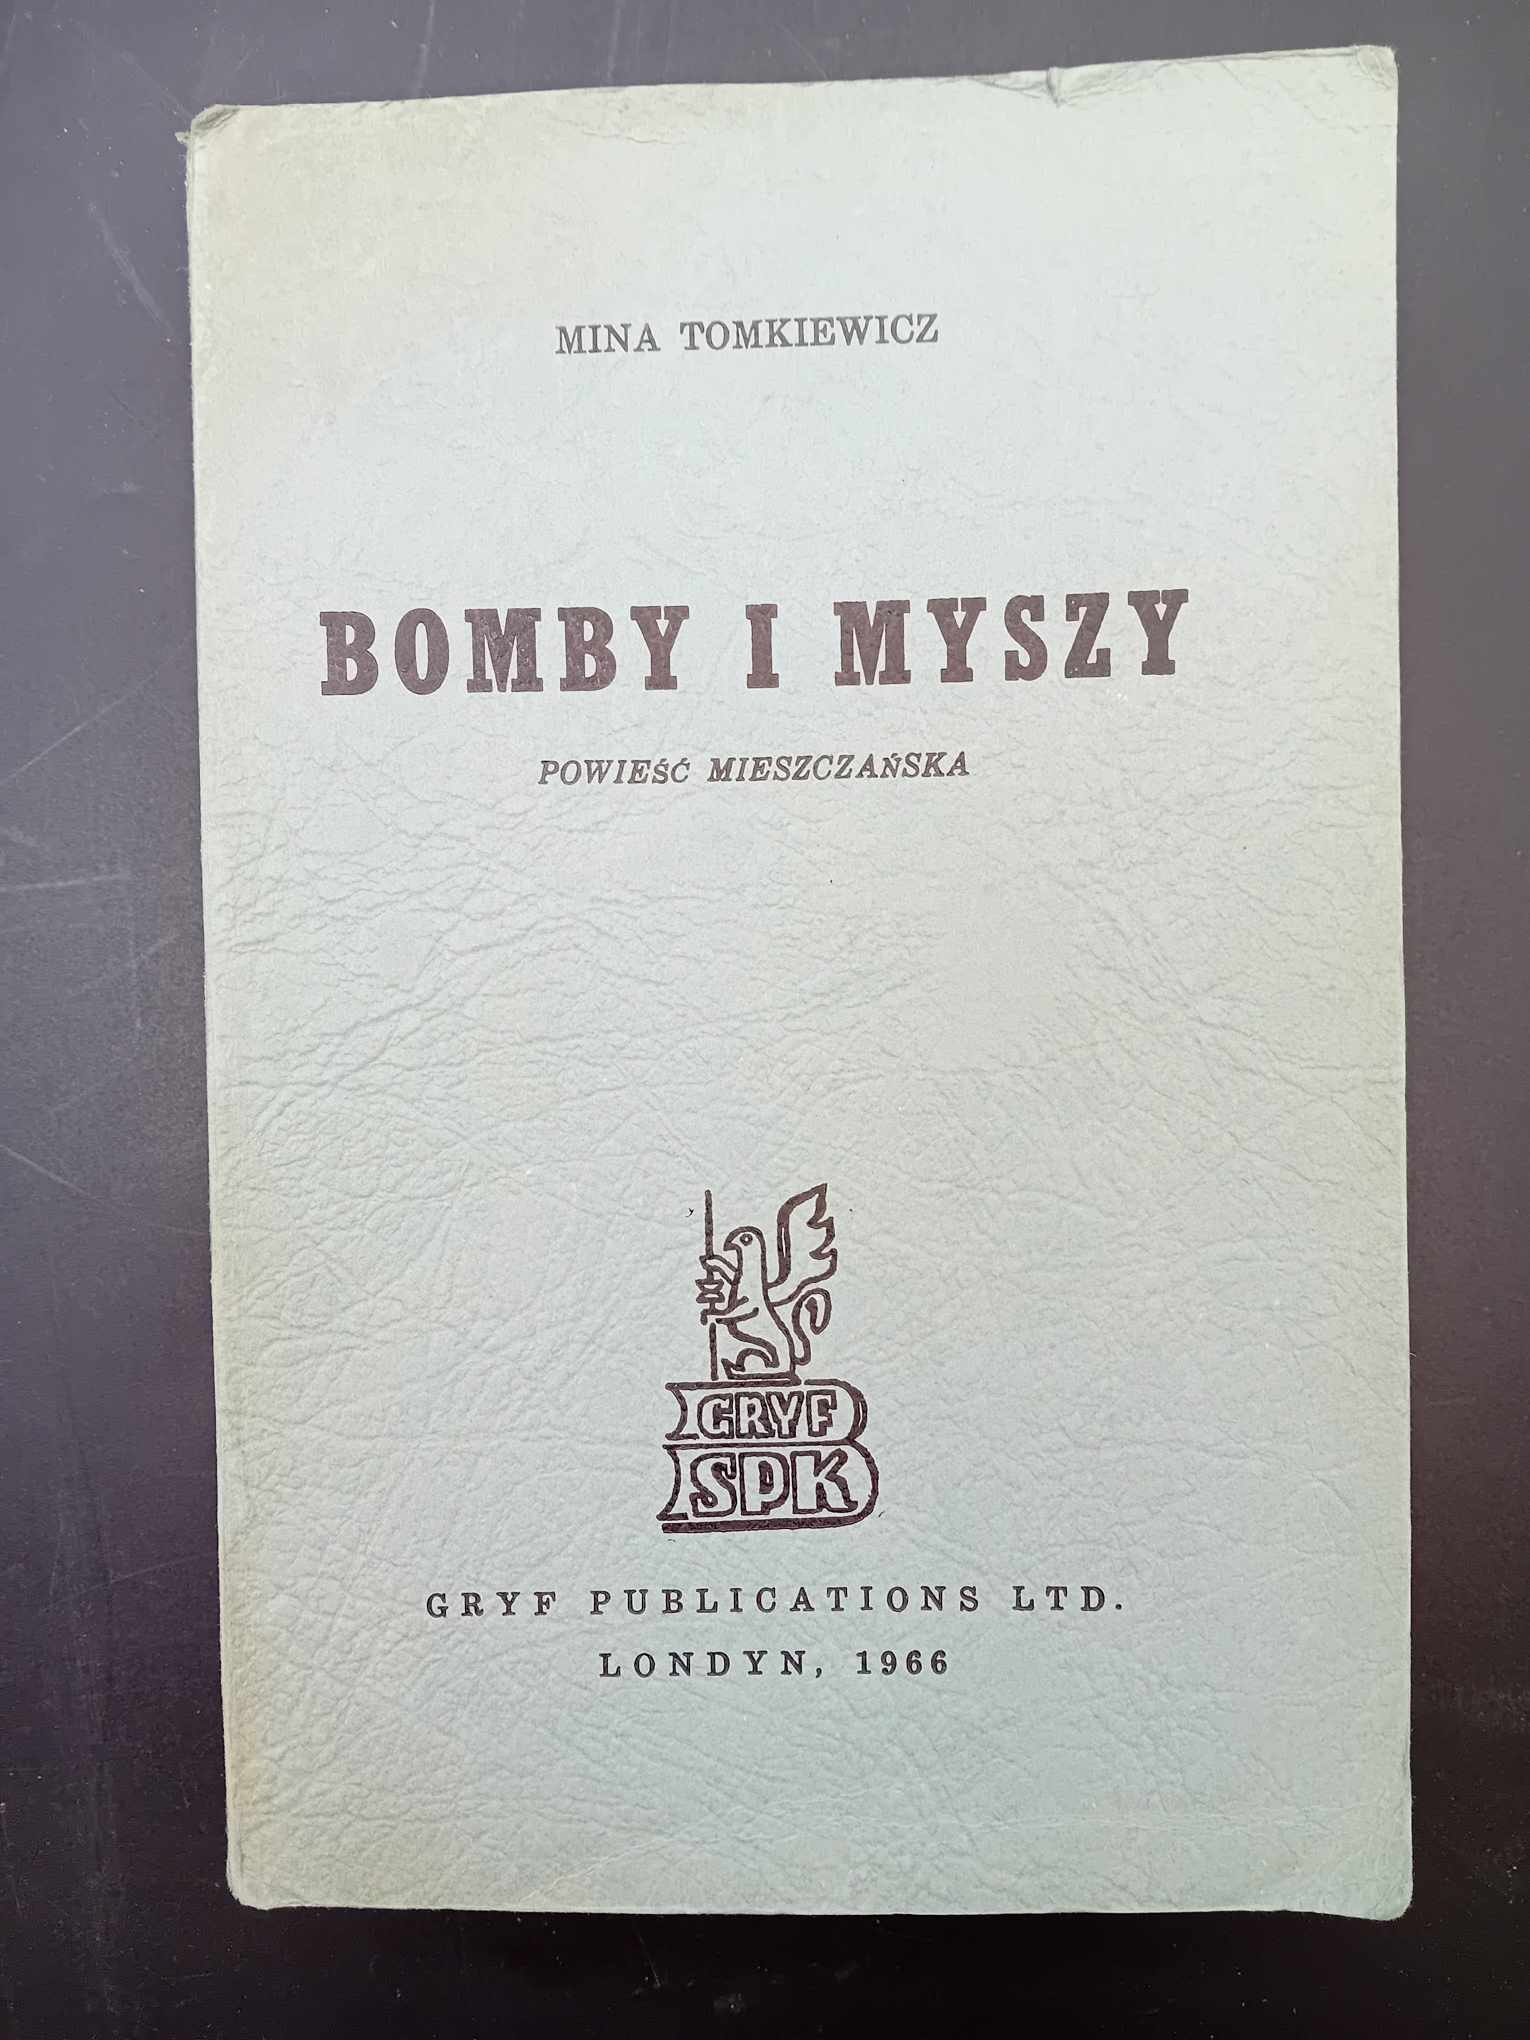 MINA TOMKIEWICZ
BOMBY I MYSZY
POWIEŚĆ MIESZCZAŃSKA
GRYF
SPK
GRYF PUBLICATIONS LTD.
LONDYN, 1966